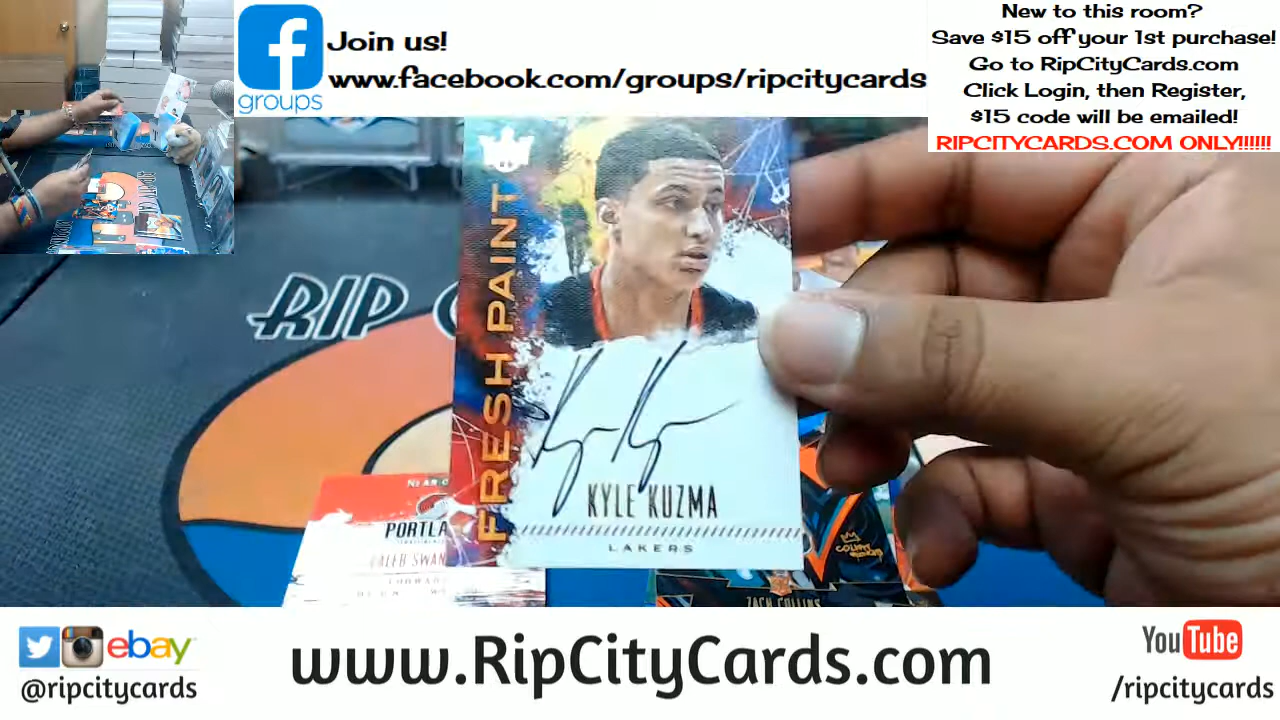 groups
Join us!
www.facebook.com/groups/ripcitycards
New to this room?
Save $15 off your 1st purchase!
Go to RipCityCards.com
Click Login, then Register,
$15 code will be emailed!
RIPCITYCARDS.COM ONLY!!!!!!
RIP C
FRESH PAINT
KYLE KUZMA
LAKERS
PORTLA
CALEB SWAN
ZACH COLLINS
ebay
@ripcitycards
www.RipCityCards.com
YouTube
/ripcitycards